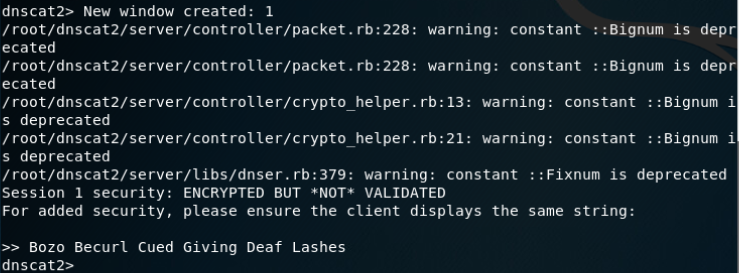 dnscat2> New window created: 1
/root/dnscat2/server/controller/packet.rb:228: warning: constant ::Bignum is depr
ecated
/root/dnscat2/server/controller/packet.rb:228: warning: constant ::Bignum is depr
ecated
/root/dnscat2/server/controller/crypto_helper.rb:13: warning: constant ::Bignum i
s deprecated
/root/dnscat2/server/controller/crypto_helper.rb:21: warning: constant ::Bignum i
s deprecated
/root/dnscat2/server/libs/dnser.rb:379: warning: constant ::Fixnum is deprecated
Session 1 security: ENCRYPTED BUT *NOT* VALIDATED
For added security, please ensure the client displays the same string:

>> Bozo Becurl Cued Giving Deaf Lashes
dnscat2>